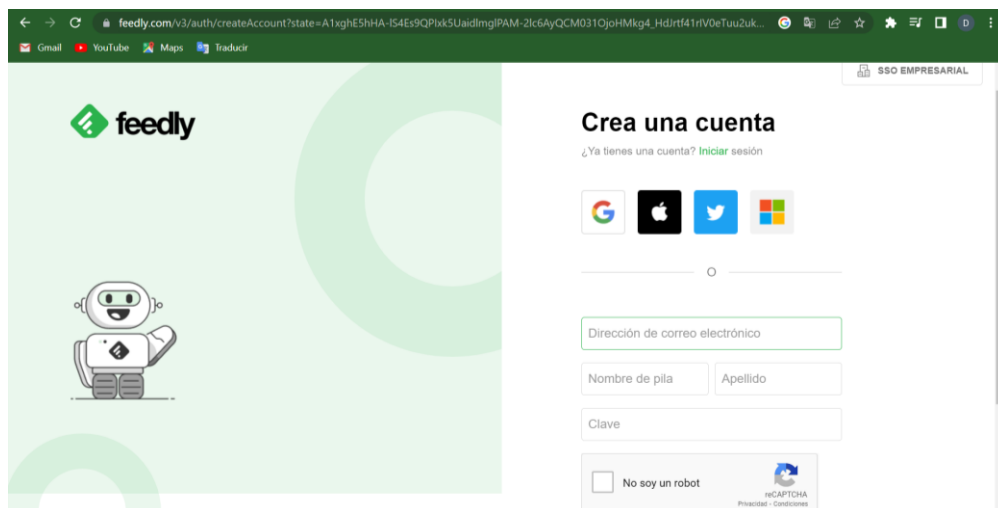 feedly.com/v3/auth/createAccount?state=A1xghE5hHA-IS4Es9QPIxk5UaidImgIPAM-2Ic6AyQCM031OjoHMkg4_HdJrtf41rIV0eTuu2uk...
D
Gmail YouTube Maps Traducir
SSO EMPRESARIAL
feedly
Crea una cuenta
¿Ya tienes una cuenta? Iniciar sesión
O
Dirección de correo electrónico
Nombre de pila Apellido
Clave
No soy un robot
reCAPTCHA
Privacidad - Condiciones